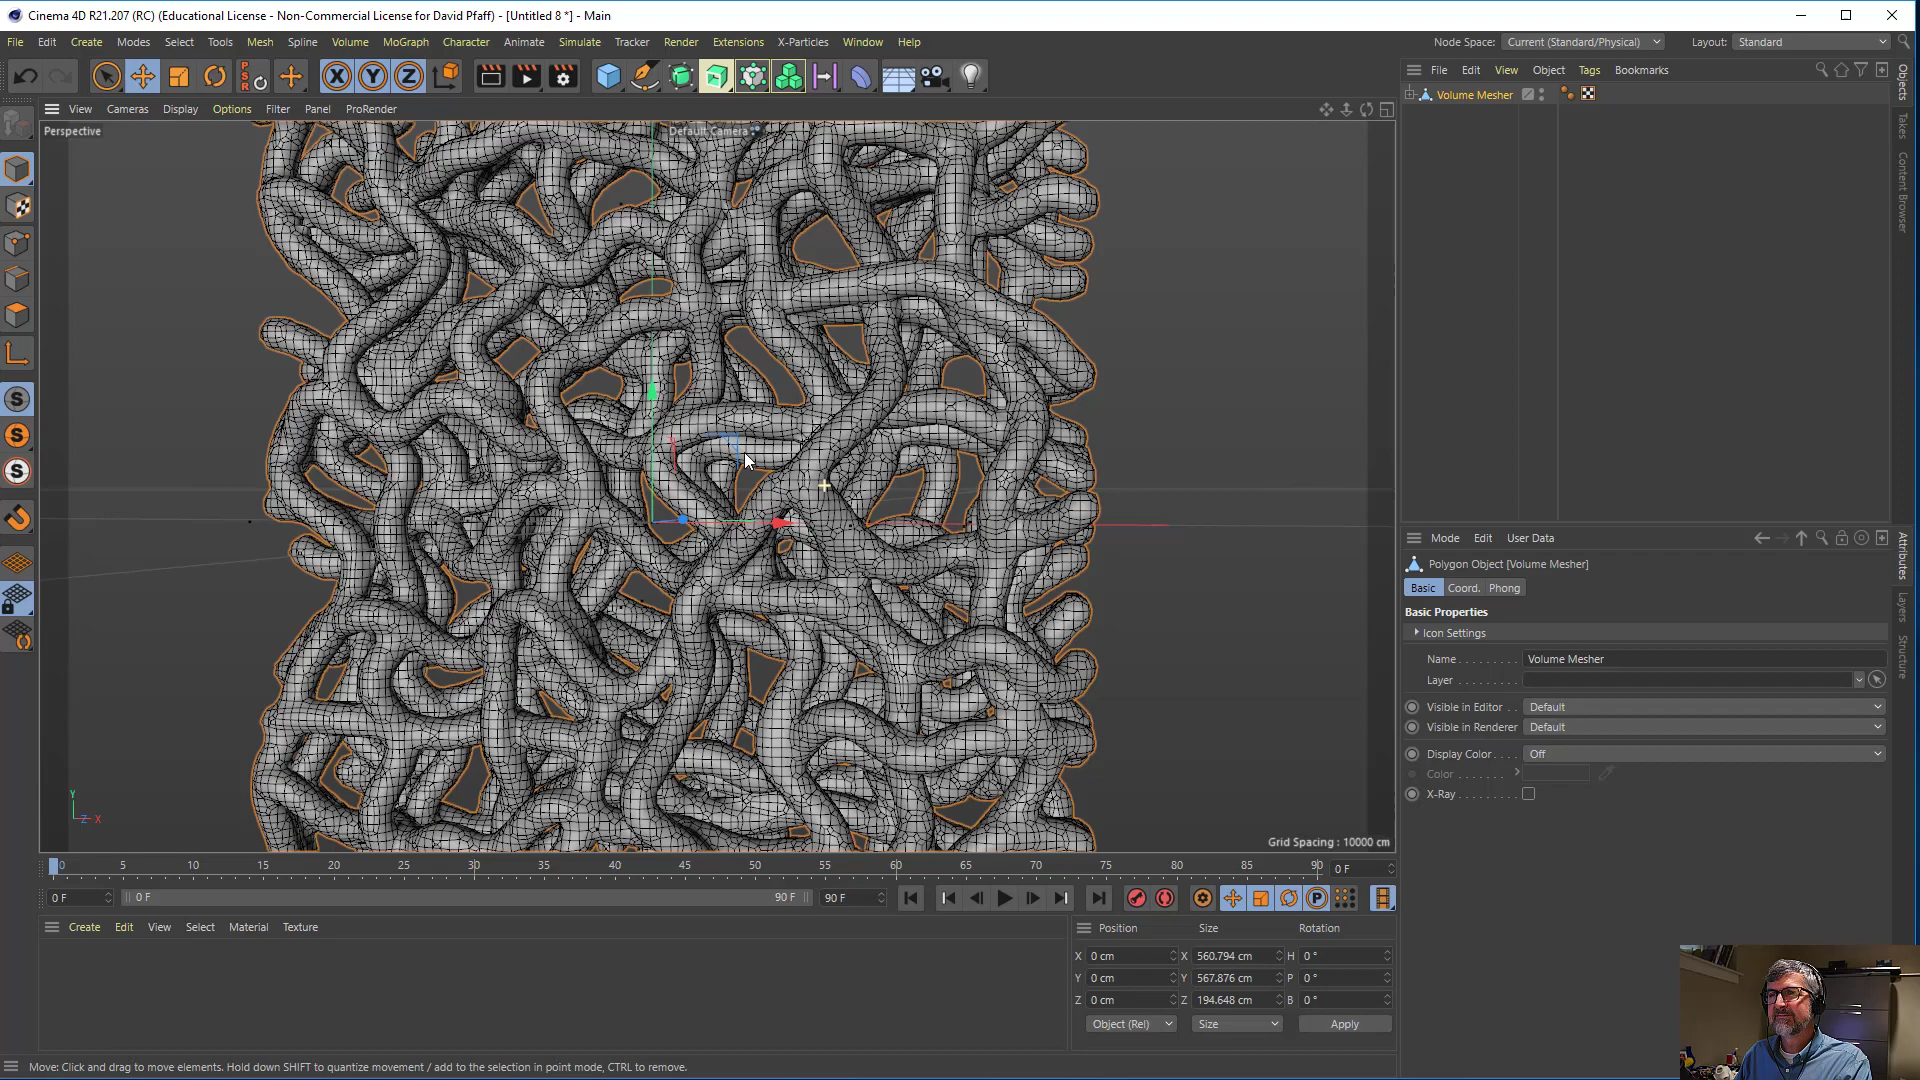 Cinema 4D R21.207 (RC) (Educational License - Non-Commercial License for David Pfaff) - [Untitled 8 *] - Main
File Edit Create Modes Select Tools Mesh Spline Volume MoGraph Character Animate Simulate Tracker Render Extensions X-Particles Window Help Node Space: Current (Standard/Physical) Layout: Standard
PSR X Y Z
File Edit View Object Tags Bookmarks
Volume Mesher
View Cameras Display Options Filter Panel ProRender
Perspective Default Camera
Objects
Takes
Content Browser
S
S
S
Y
Z X
Grid Spacing : 10000 cm
Mode Edit User Data
Polygon Object [Volume Mesher]
Basic Coord. Phong
Basic Properties
Icon Settings
Name Volume Mesher
Layer
Visible in Editor Default
Visible in Renderer Default
Display Color Off
Color
X-Ray
Attributes
Layers
Structure
0 5 10 15 20 25 30 35 40 45 50 55 60 65 70 75 80 85 90 0 F
0 F 0 F 90 F 90 F P
Create Edit View Select Material Texture
Position Size Rotation
X 0 cm X 560.794 cm H 0 °
Y 0 cm Y 567.876 cm P 0 °
Z 0 cm Z 194.648 cm B 0 °
Object (Rel) Size Apply
Move: Click and drag to move elements. Hold down SHIFT to quantize movement / add to the selection in point mode, CTRL to remove.